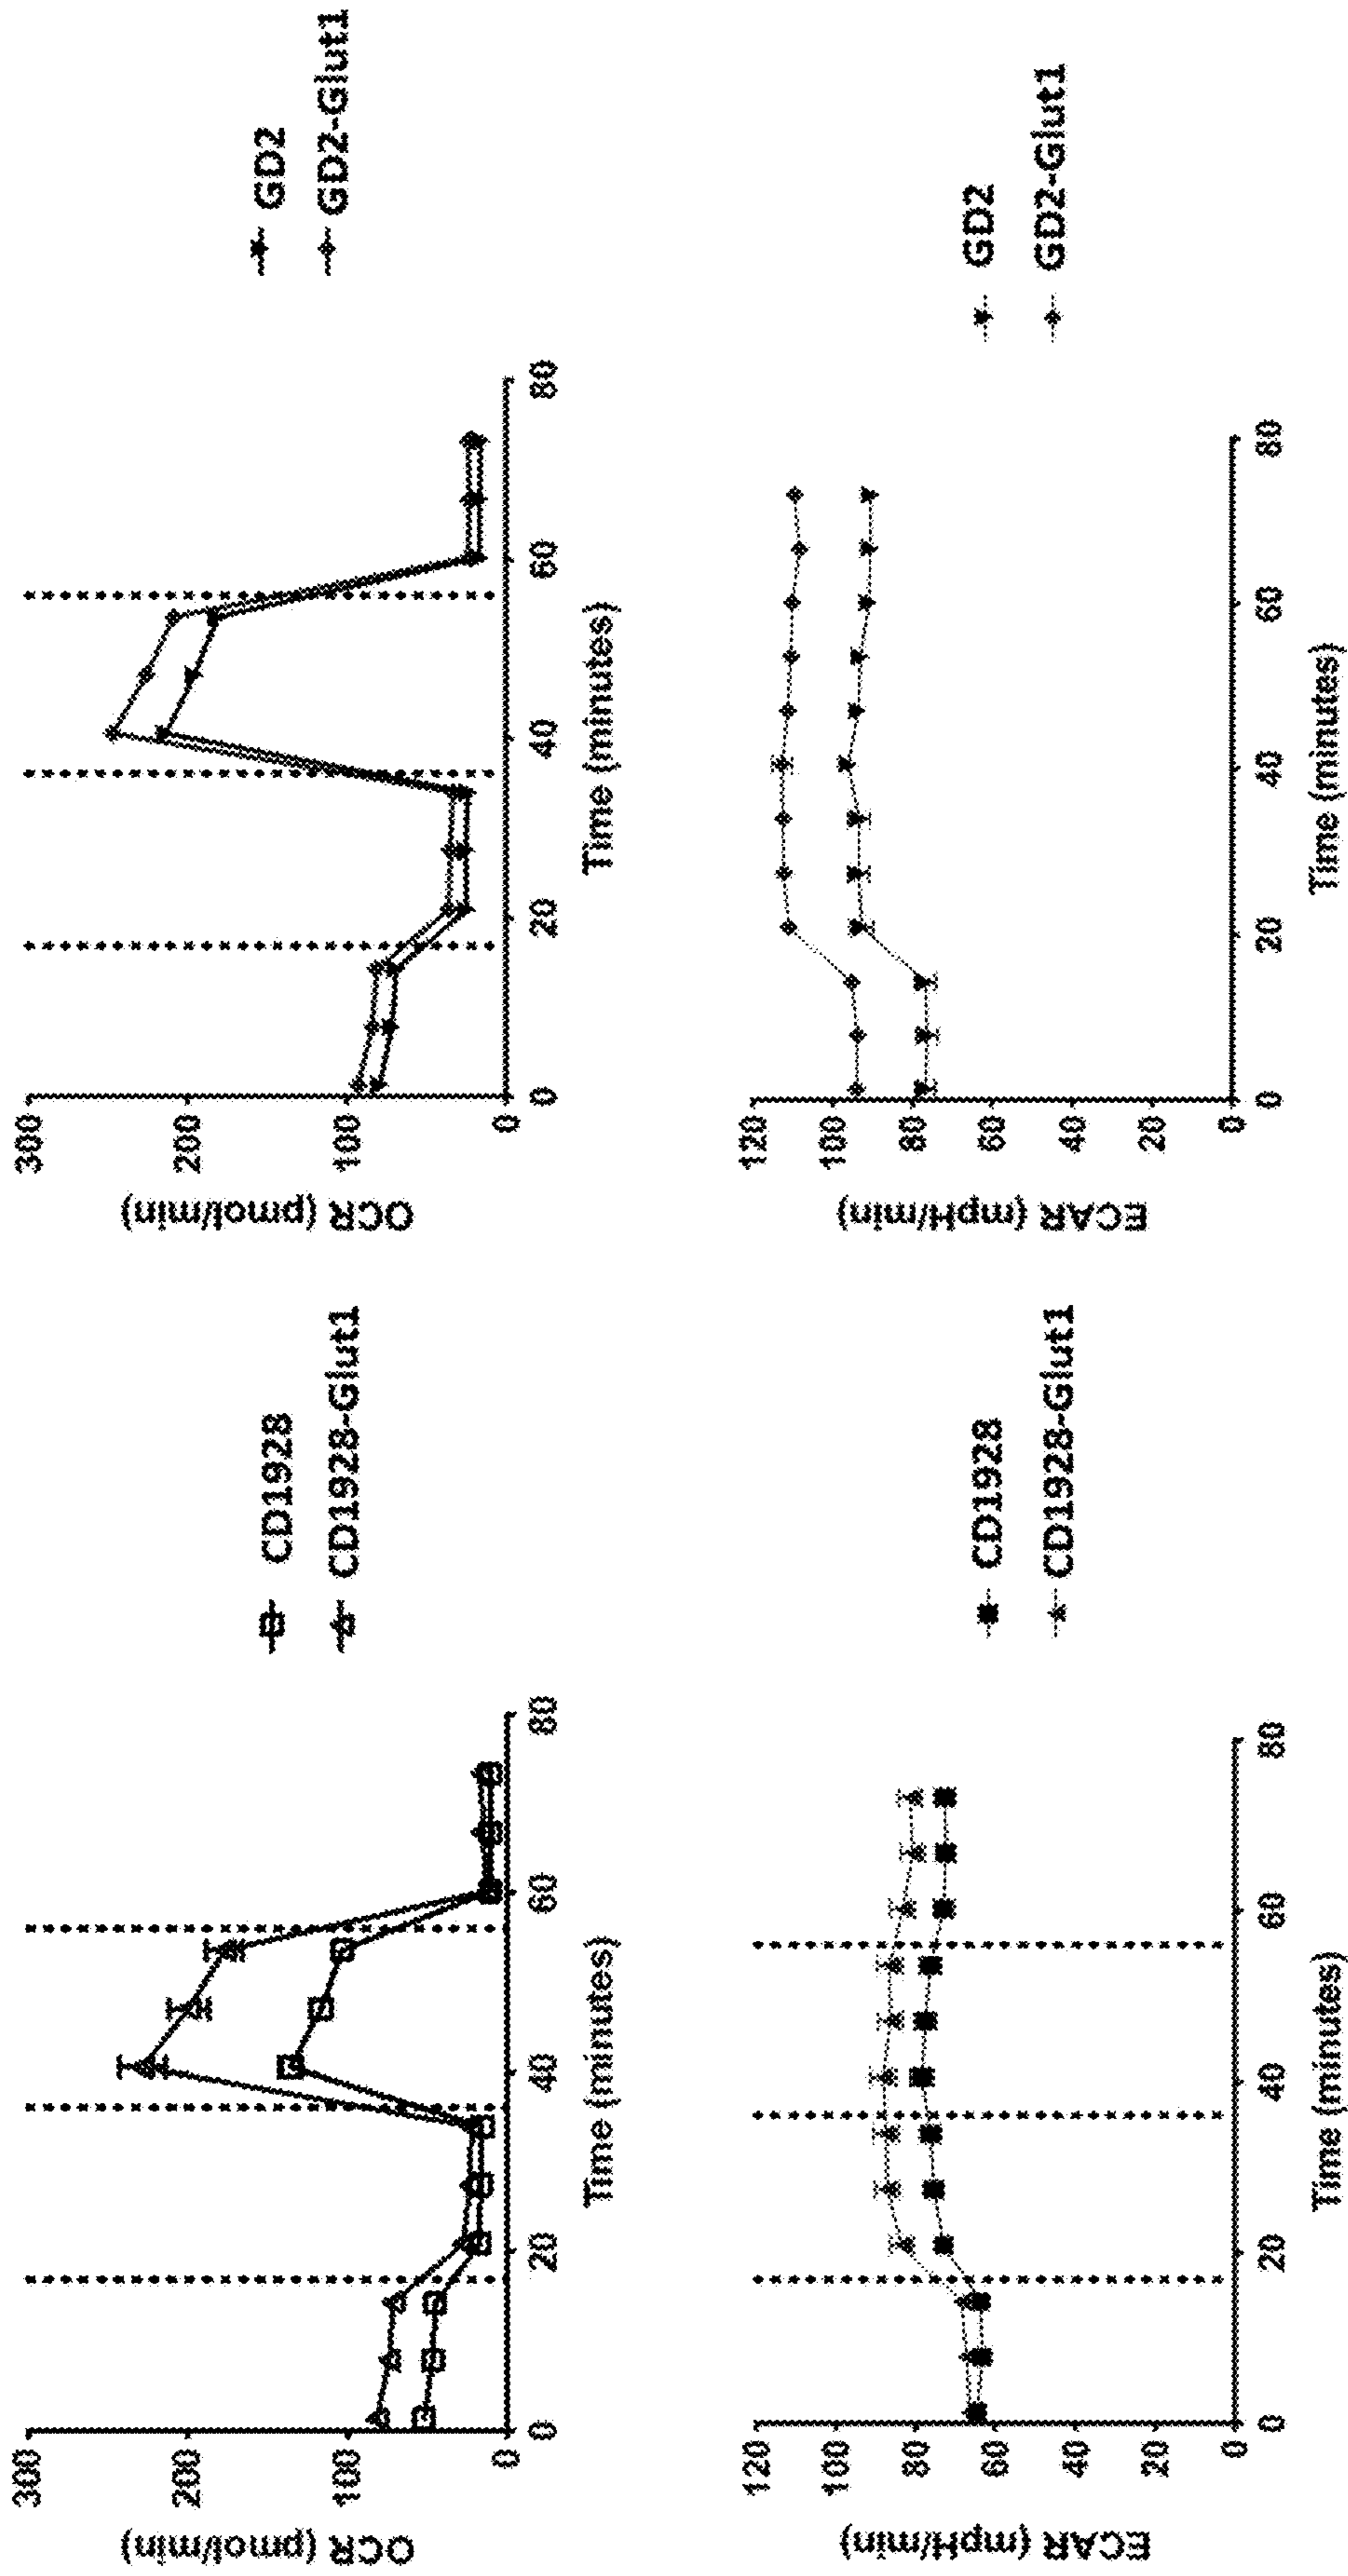 300
200
100
0
OCR (pmol/min)
0
20
40
60
80
Time (minutes)
CD1928
CD1928-Glut1
300
200
100
0
OCR (pmol/min)
0
20
40
60
80
Time (minutes)
GD2
GD2-Glut1
120
100
80
60
40
20
0
ECAR (mpH/min)
0
20
40
60
80
Time (minutes)
CD1928
CD1928-Glut1
120
100
80
60
40
20
0
ECAR (mpH/min)
0
20
40
60
80
Time (minutes)
GD2
GD2-Glut1